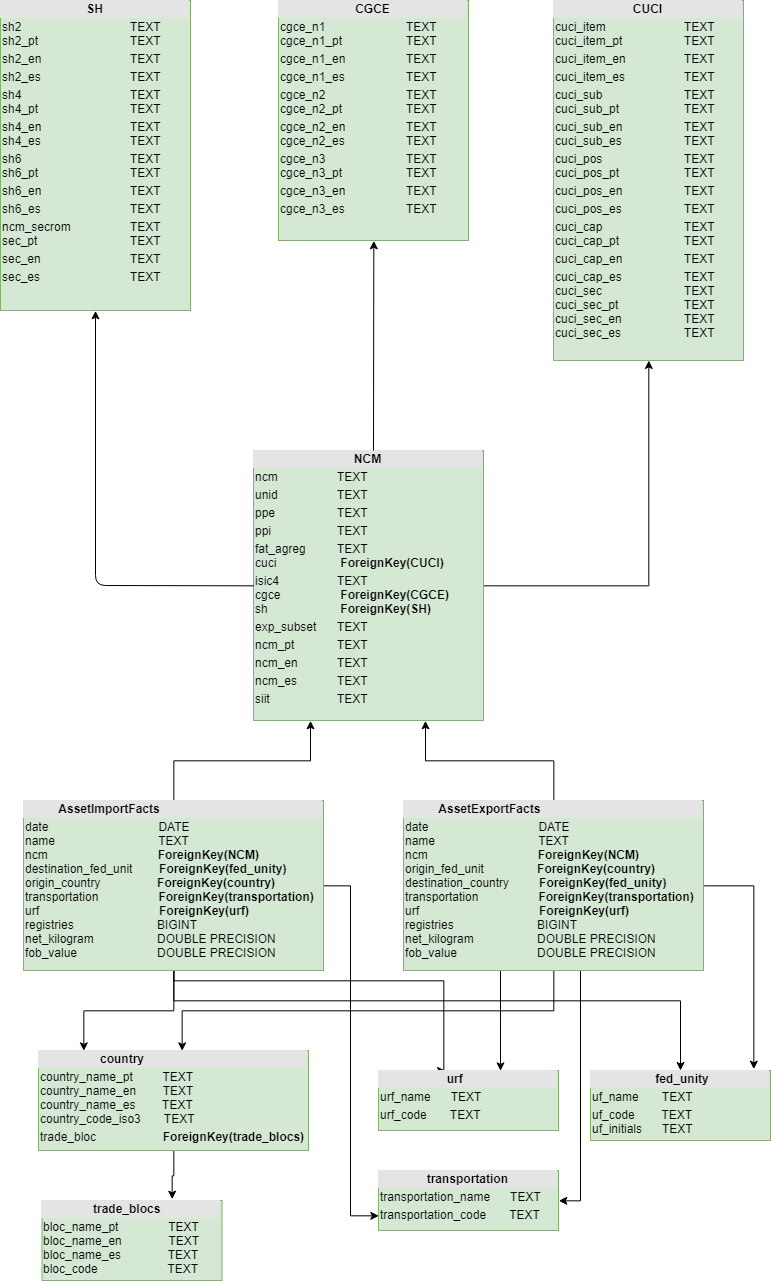 SH
sh2 TEXT
sh2_pt TEXT
sh2_en TEXT
sh2_es TEXT
sh4 TEXT
sh4_pt TEXT
sh4_en TEXT
sh4_es TEXT
sh6 TEXT
sh6_pt TEXT
sh6_en TEXT
sh6_es TEXT
ncm_secrom TEXT
sec_pt TEXT
sec_en TEXT
sec_es TEXT
CGCE
cgce_n1 TEXT
cgce_n1_pt TEXT
cgce_n1_en TEXT
cgce_n1_es TEXT
cgce_n2 TEXT
cgce_n2_pt TEXT
cgce_n2_en TEXT
cgce_n2_es TEXT
cgce_n3 TEXT
cgce_n3_pt TEXT
cgce_n3_en TEXT
cgce_n3_es TEXT
CUCI
cuci_item TEXT
cuci_item_pt TEXT
cuci_item_en TEXT
cuci_item_es TEXT
cuci_sub TEXT
cuci_sub_pt TEXT
cuci_sub_en TEXT
cuci_sub_es TEXT
cuci_pos TEXT
cuci_pos_pt TEXT
cuci_pos_en TEXT
cuci_pos_es TEXT
cuci_cap TEXT
cuci_cap_pt TEXT
cuci_cap_en TEXT
cuci_cap_es TEXT
cuci_sec TEXT
cuci_sec_pt TEXT
cuci_sec_en TEXT
cuci_sec_es TEXT
NCM
ncm TEXT
unid TEXT
ppe TEXT
ppi TEXT
fat_agreg TEXT
cuci ForeignKey(CUCI)
isic4 TEXT
cgce ForeignKey(CGCE)
sh ForeignKey(SH)
exp_subset TEXT
ncm_pt TEXT
ncm_en TEXT
ncm_es TEXT
siit TEXT
AssetImportFacts
date DATE
name TEXT
ncm ForeignKey(NCM)
destination_fed_unit ForeignKey(fed_unity)
origin_country ForeignKey(country)
transportation ForeignKey(transportation)
urf ForeignKey(urf)
registries BIGINT
net_kilogram DOUBLE PRECISION
fob_value DOUBLE PRECISION
AssetExportFacts
date DATE
name TEXT
ncm ForeignKey(NCM)
origin_fed_unit ForeignKey(country)
destination_country ForeignKey(fed_unity)
transportation ForeignKey(transportation)
urf ForeignKey(urf)
registries BIGINT
net_kilogram DOUBLE PRECISION
fob_value DOUBLE PRECISION
country
country_name_pt TEXT
country_name_en TEXT
country_name_es TEXT
country_code_iso3 TEXT
trade_bloc ForeignKey(trade_blocs)
urf
urf_name TEXT
urf_code TEXT
fed_unity
uf_name TEXT
uf_code TEXT
uf_initials TEXT
transportation
transportation_name TEXT
transportation_code TEXT
trade_blocs
bloc_name_pt TEXT
bloc_name_en TEXT
bloc_name_es TEXT
bloc_code TEXT